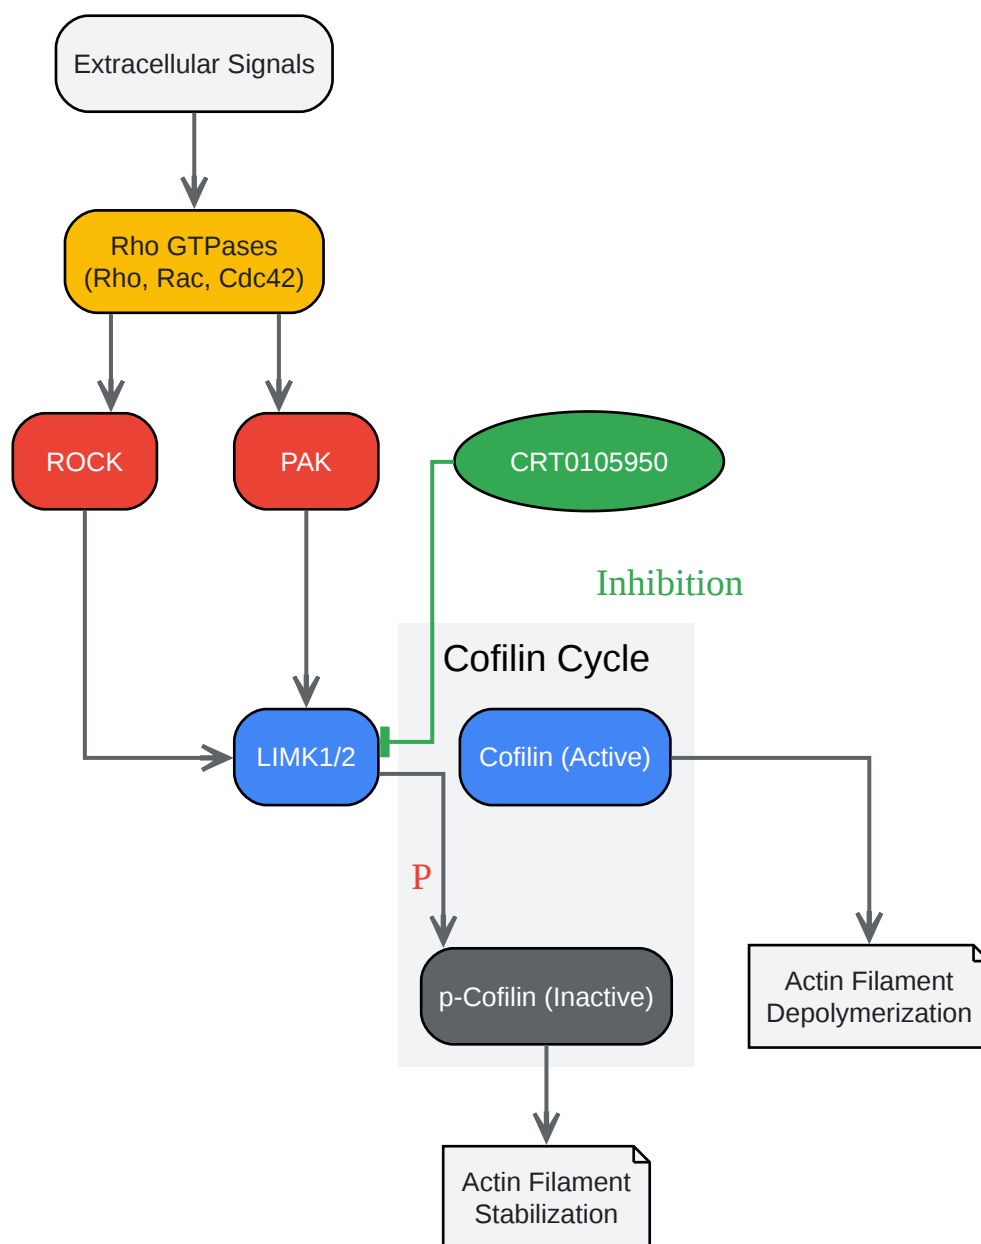 Extracellular Signals
Rho GTPases
(Rho, Rac, Cdc42)
ROCK
PAK
CRT0105950
Inhibition
Cofilin Cycle
LIMK1/2
Cofilin (Active)
P
p-Cofilin (Inactive)
Actin Filament
Depolymerization
Actin Filament
Stabilization